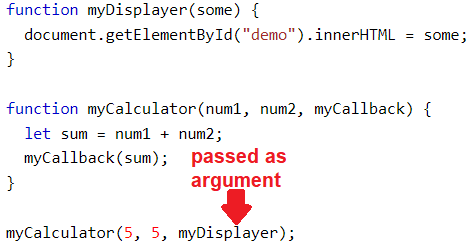 function myDisplayer(some) {
  document.getElementById("demo").innerHTML = some;
}

function myCalculator(num1, num2, myCallback) {
  let sum = num1 + num2;
  myCallback(sum);
}
passed as
argument
myCalculator(5, 5, myDisplayer);